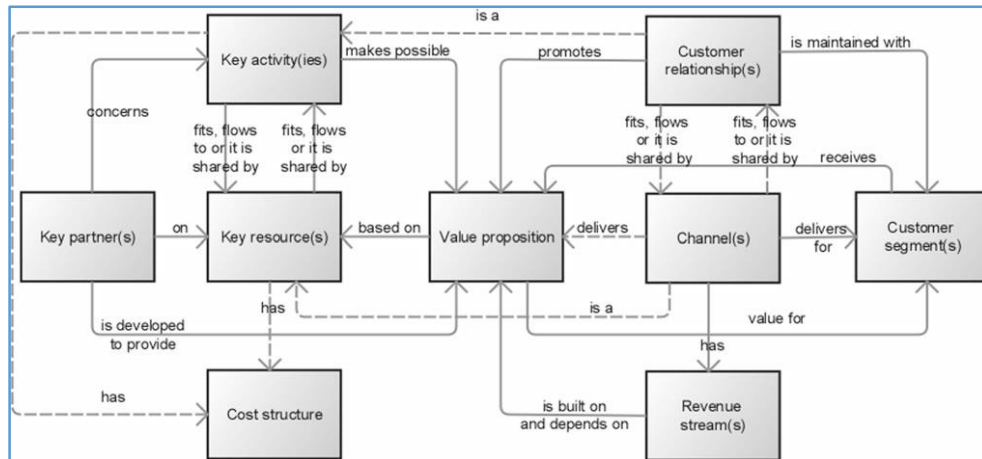 is a
Key activity(ies)
makes possible
promotes
Customer
relationship(s)
is maintained with
concerns
fits, flows
to or it is
shared by
fits, flows
or it is
shared by
fits, flows
or it is
shared by
fits, flows
to or it is
shared by
receives
Key partner(s)
on
Key resource(s)
based on
Value proposition
delivers
Channel(s)
delivers
for
Customer
segment(s)
has
is a
is developed
to provide
value for
has
has
Cost structure
is built on
and depends on
Revenue
stream(s)